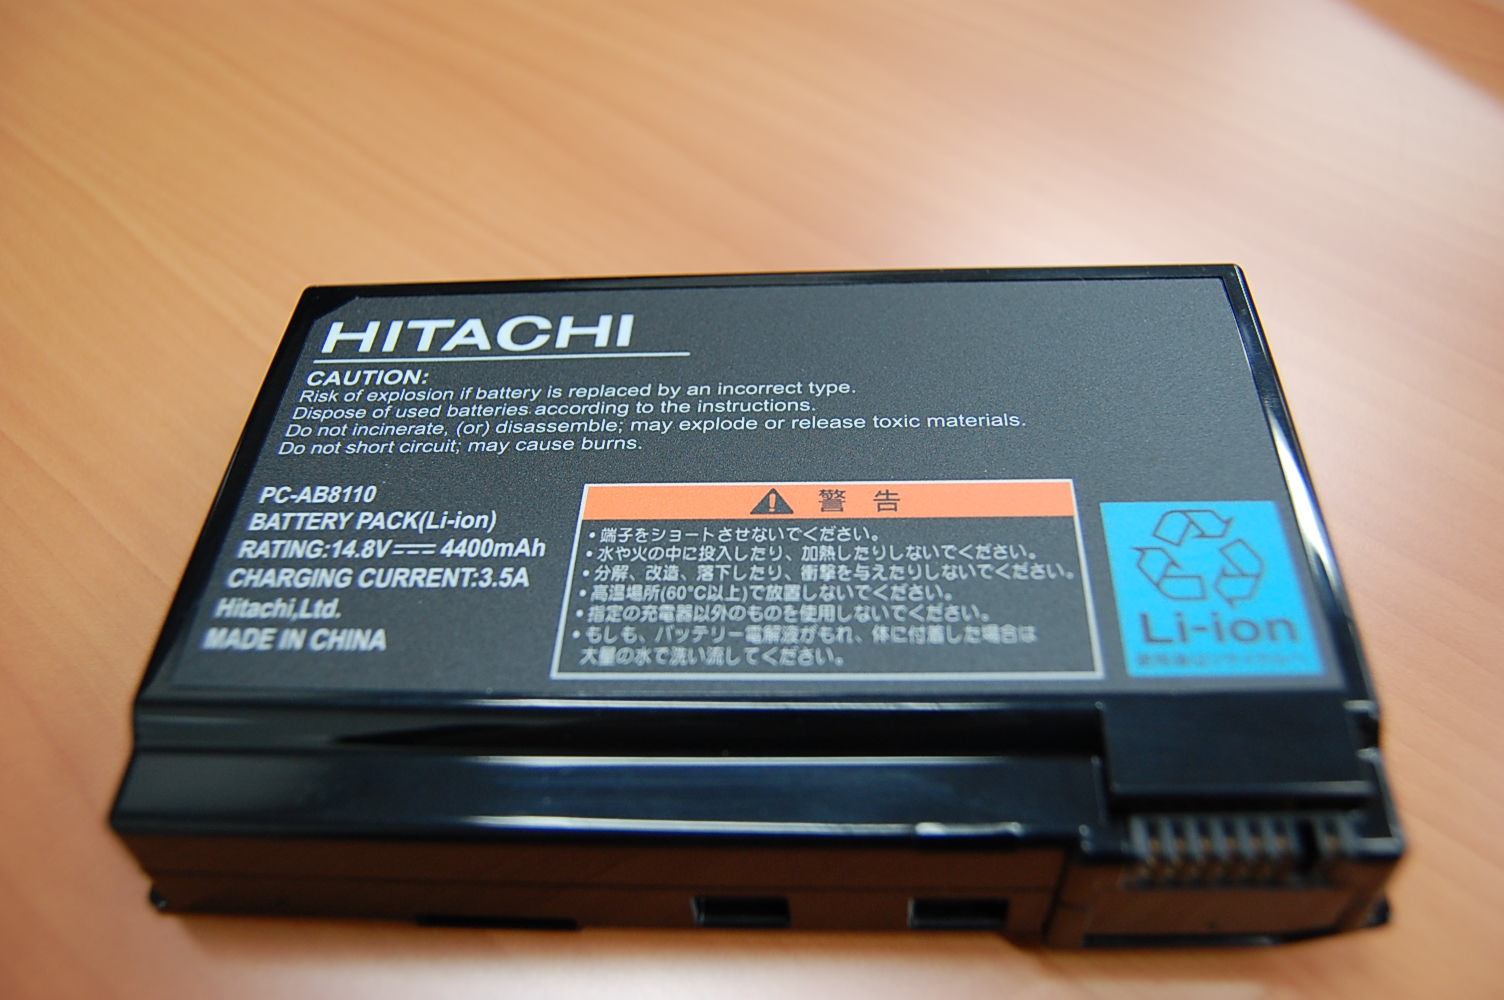 HITACHI
CAUTION:
Risk of explosion if battery is replaced by an incorrect type.
Dispose of used batteries according to the instructions.
Do not incinerate, (or) disassemble; may explode or release toxic materials.
Do not short circuit; may cause burns.
PC-AB8110
BATTERY PACK(Li-ion)
RATING:14.8V 4400mAh
CHARGING CURRENT:3.5A
Hitachi,Ltd.
MADE IN CHINA
警告
・端子をショートさせないでください。
・水や火の中に投入したり、加熱したりしないでください。
・分解、改造、落下したり、衝撃を与えたりしないでください。
・高温場所(60°C以上)で放置しないでください。
・指定の充電器以外のものを使用しないでください。
・もしも、バッテリー電解液がもれ、体に付着した場合は
大量の水で洗い流してください。
Li-ion